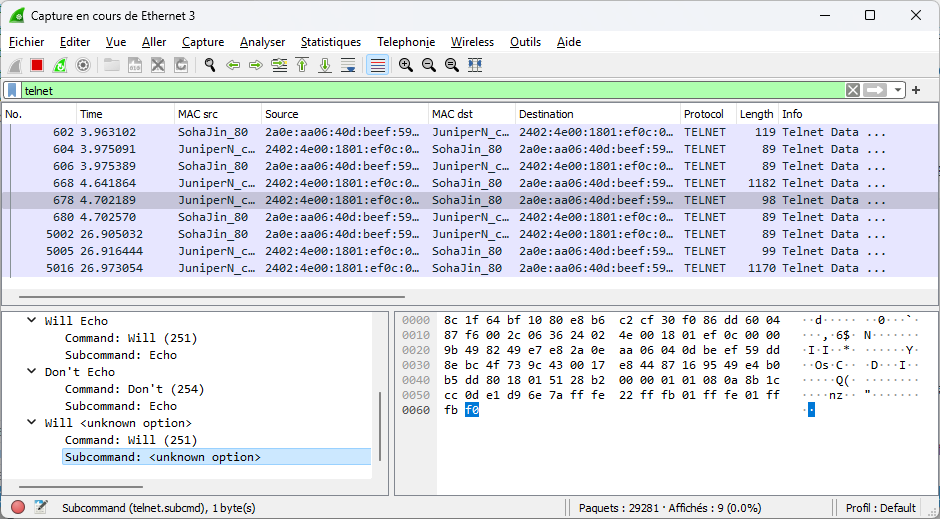 Capture en cours de Ethernet 3
Fichier Editer Vue Aller Capture Analyser Statistiques Telephonie Wireless Outils Aide
telnet
No. Time MAC src Source MAC dst Destination Protocol Length Info
602 3.963102 SohaJin_80 2a0e:aa06:40d:beef:59… JuniperN_c… 2402:4e00:1801:ef0c:0… TELNET 119 Telnet Data ...
604 3.975091 JuniperN_c… 2402:4e00:1801:ef0c:0… SohaJin_80 2a0e:aa06:40d:beef:59… TELNET 89 Telnet Data ...
606 3.975389 SohaJin_80 2a0e:aa06:40d:beef:59… JuniperN_c… 2402:4e00:1801:ef0c:0… TELNET 89 Telnet Data ...
668 4.641864 JuniperN_c… 2402:4e00:1801:ef0c:0… SohaJin_80 2a0e:aa06:40d:beef:59… TELNET 1182 Telnet Data ...
678 4.702189 JuniperN_c… 2402:4e00:1801:ef0c:0… SohaJin_80 2a0e:aa06:40d:beef:59… TELNET 98 Telnet Data ...
680 4.702570 SohaJin_80 2a0e:aa06:40d:beef:59… JuniperN_c… 2402:4e00:1801:ef0c:0… TELNET 89 Telnet Data ...
5002 26.905032 SohaJin_80 2a0e:aa06:40d:beef:59… JuniperN_c… 2402:4e00:1801:ef0c:0… TELNET 89 Telnet Data ...
5005 26.916444 JuniperN_c… 2402:4e00:1801:ef0c:0… SohaJin_80 2a0e:aa06:40d:beef:59… TELNET 99 Telnet Data ...
5016 26.973054 JuniperN_c… 2402:4e00:1801:ef0c:0… SohaJin_80 2a0e:aa06:40d:beef:59… TELNET 1170 Telnet Data ...
Will Echo
Command: Will (251)
Subcommand: Echo
Don't Echo
Command: Don't (254)
Subcommand: Echo
Will <unknown option>
Command: Will (251)
Subcommand: <unknown option>
0000 8c 1f 64 bf 10 80 e8 b6 c2 cf 30 f0 86 dd 60 04 ··d····· ··0···`·
0010 87 f6 00 2c 06 36 24 02 4e 00 18 01 ef 0c 00 00 ···,·6$· N·······
0020 9b 49 82 49 e7 e8 2a 0e aa 06 04 0d be ef 59 dd ·I·I··*· ······Y·
0030 8e bc 4f 73 9c 43 00 17 e8 44 87 16 95 49 e4 b0 ··Os·C·· ·D···I··
0040 b5 dd 80 18 01 51 28 b2 00 00 01 01 08 0a 8b 1c ·····Q(· ········
0050 cc 0d e1 d9 6e 7a ff fe 22 ff fb 01 ff fe 01 ff ····nz·· "·······
0060 fb f0 ··
Subcommand (telnet.subcmd), 1 byte(s) Paquets : 29281 · Affichés : 9 (0.0%) Profil : Default